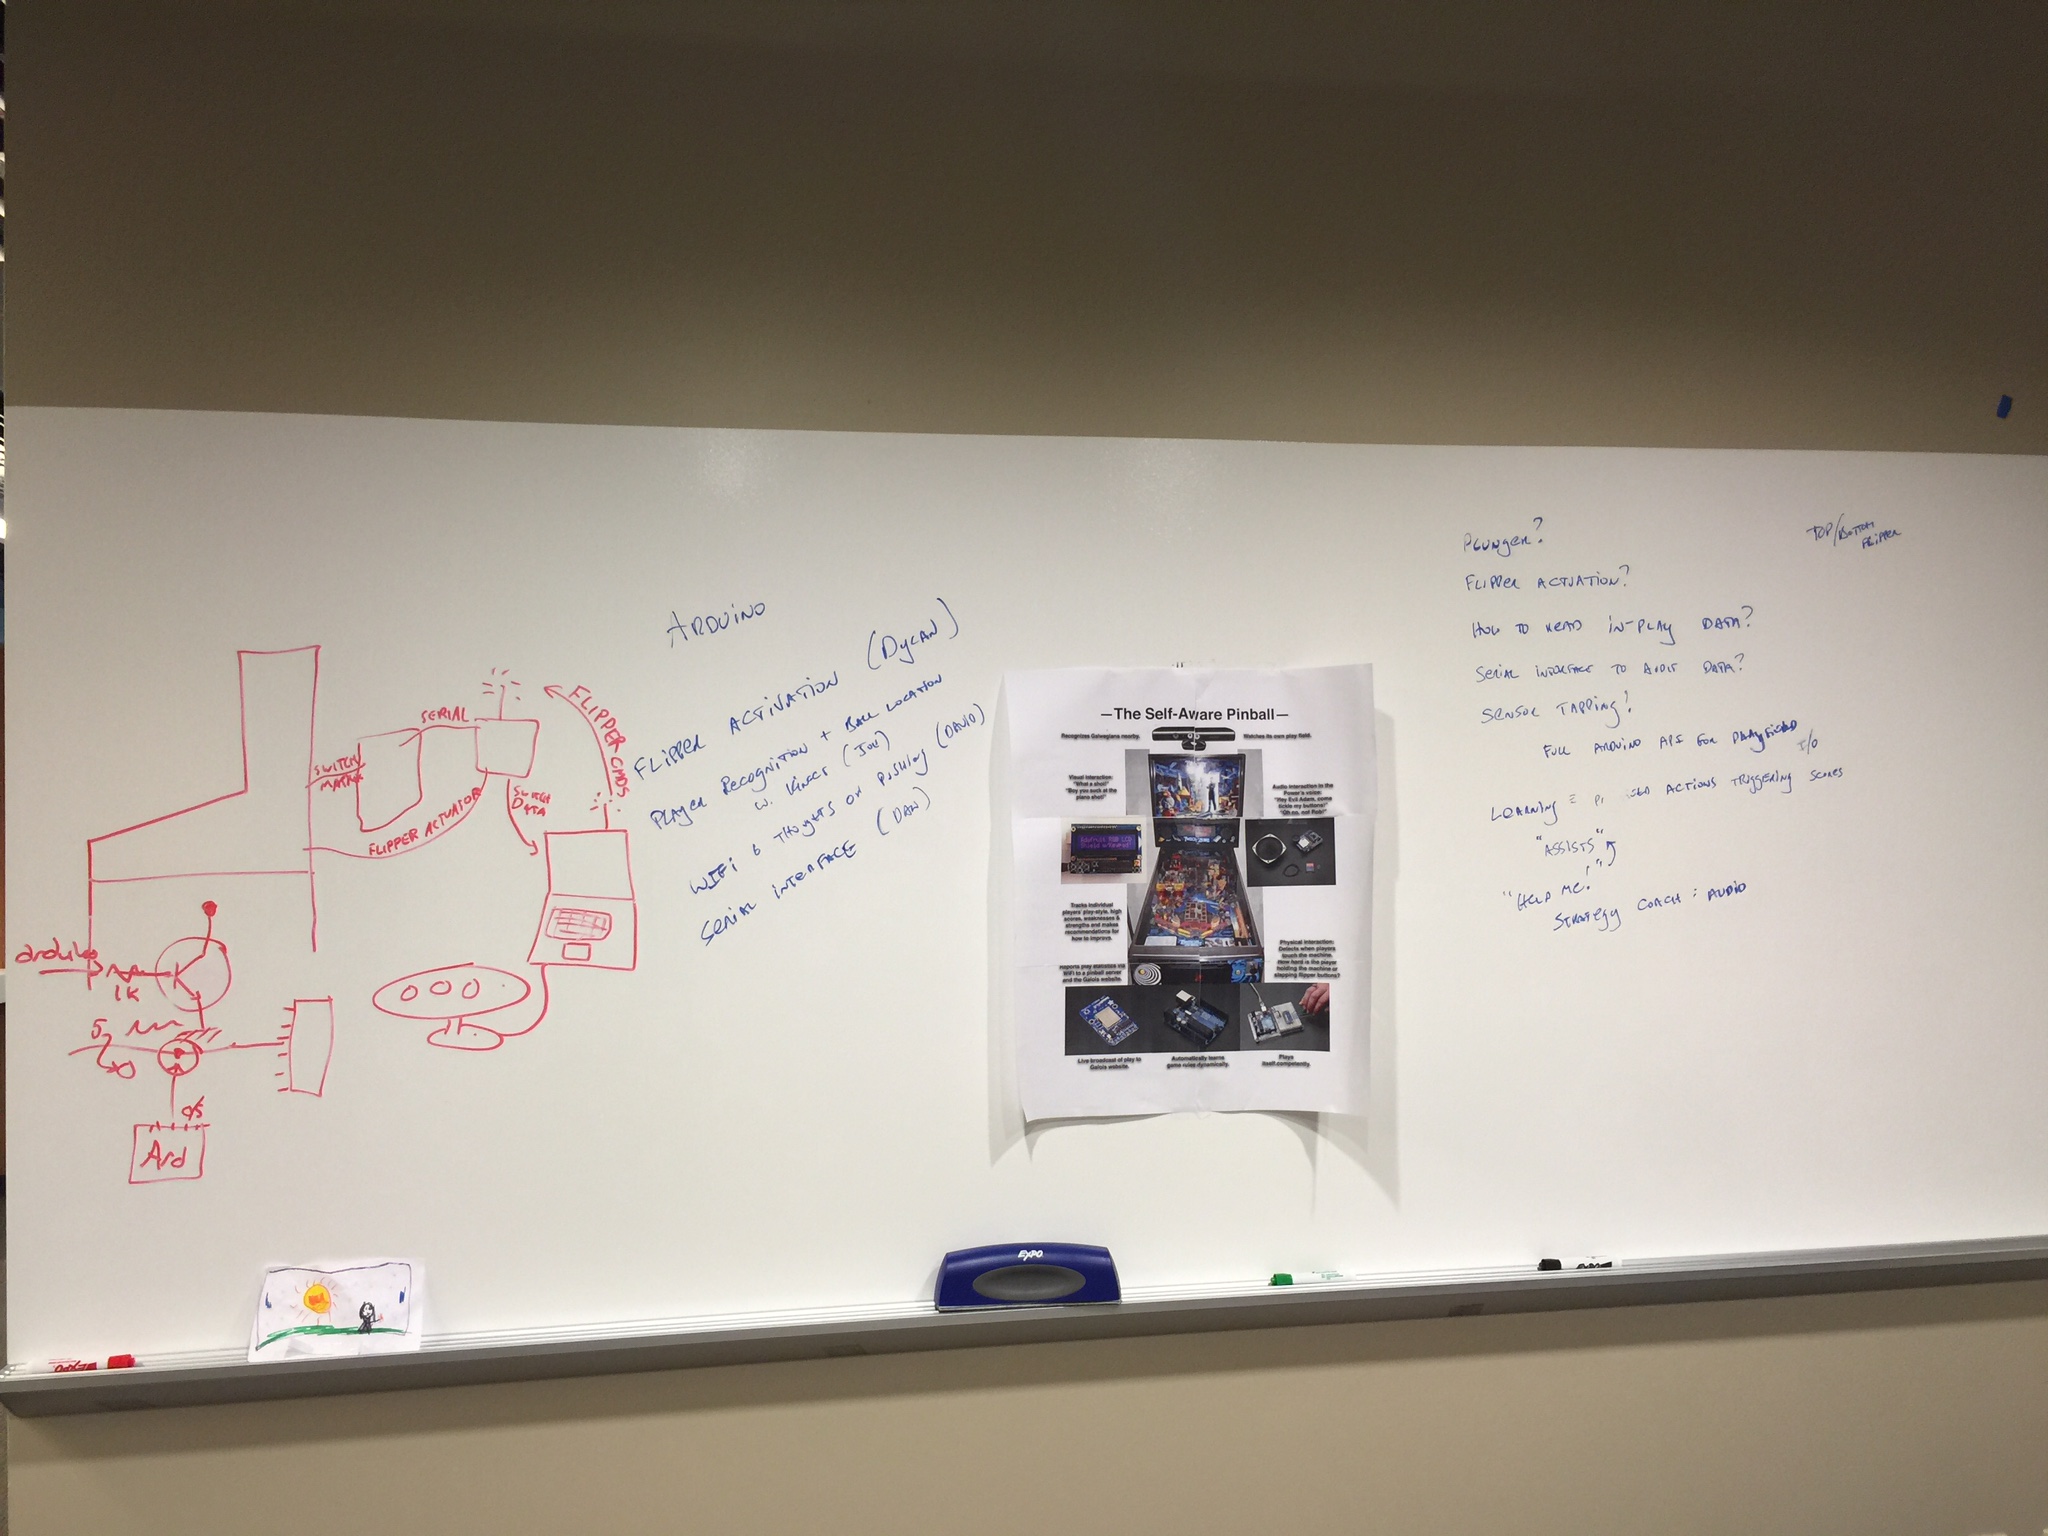 SWITCH
MATRIX
SERIAL
FLIPPER ACTUATOR
SWITCH
DATA
FLIPPER CMDS
arduino
1K
5
0/5
Ard
ARDUINO
FLIPPER ACTIVATION (DYLAN)
PLAYER RECOGNITION + BALL LOCATION
W. KINECT (JOE)
WIFI & THOUGHTS ON PUSHING (DAVID)
SERIAL INTERFACE (DAN)
—The Self-Aware Pinball—
Recognizes Galwegians nearby.
Watches its own play field.
Visual interaction:
"What a shot!"
"Boy you suck at the
piano shot!"
Audio interaction in the
Power's voice:
"Hey Evil Adam, come
tickle my buttons!"
"Oh no, not Pain!"
Tracks individual
players' play-style, high
scores, weaknesses &
strengths and makes
recommendations for
how to improve.
Physical interaction:
Detects when players
touch the machine.
How hard is the player
holding the machine or
slapping flipper buttons?
Reports play statistics via
WiFi to a pinball server
and the Galois website.
Live broadcast of play to
Galois website.
Automatically learns
game rules dynamically.
Plays
itself competently.
PLUNGER?
FLIPPER ACTUATION?
HOW TO READ IN-PLAY DATA?
SERIAL INTERFACE TO AUDIT DATA?
SENSOR TAPPING?
FULL ARDUINO API FOR PLAYFIELD
I/O
LEARNING ≡ ACTIONS TRIGGERING SCORES
"ASSISTS"
"HELP ME!"
STRATEGY COACH : AUDIO
TOP/BOTTOM
FLIPPER
EXPO